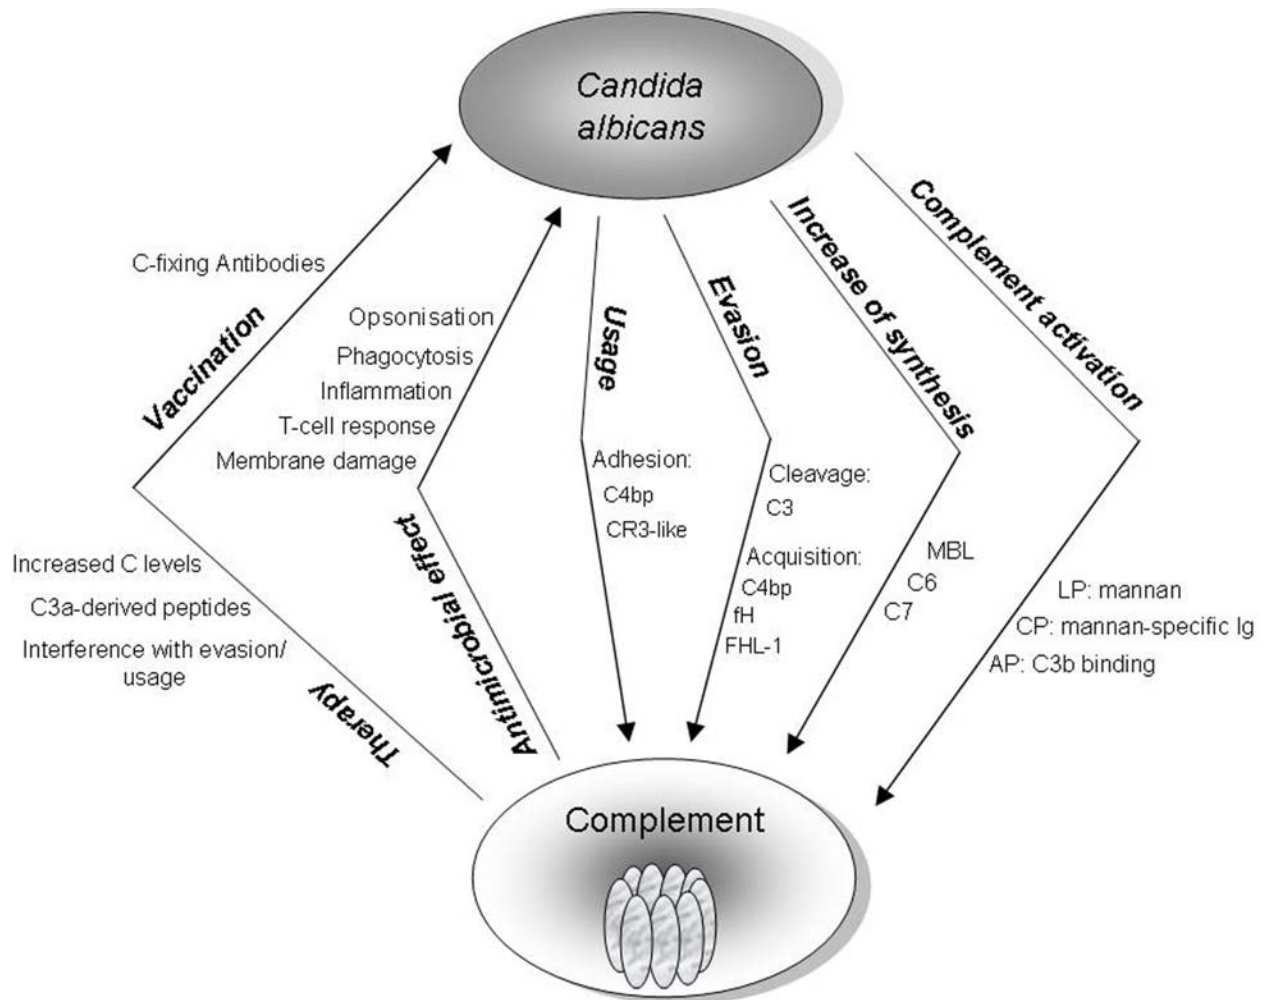 Candida
albicans
C-fixing Antibodies
Vaccination
Increased C levels
C3a-derived peptides
Interference with evasion/
usage
Therapy
Opsonisation
Phagocytosis
Inflammation
T-cell response
Membrane damage
Antimicrobial effect
Usage
Adhesion:
C4bp
CR3-like
Evasion
Cleavage:
C3
Acquisition:
C4bp
fH
FHL-1
Increase of synthesis
MBL
C6
C7
Complement activation
LP: mannan
CP: mannan-specific Ig
AP: C3b binding
Complement